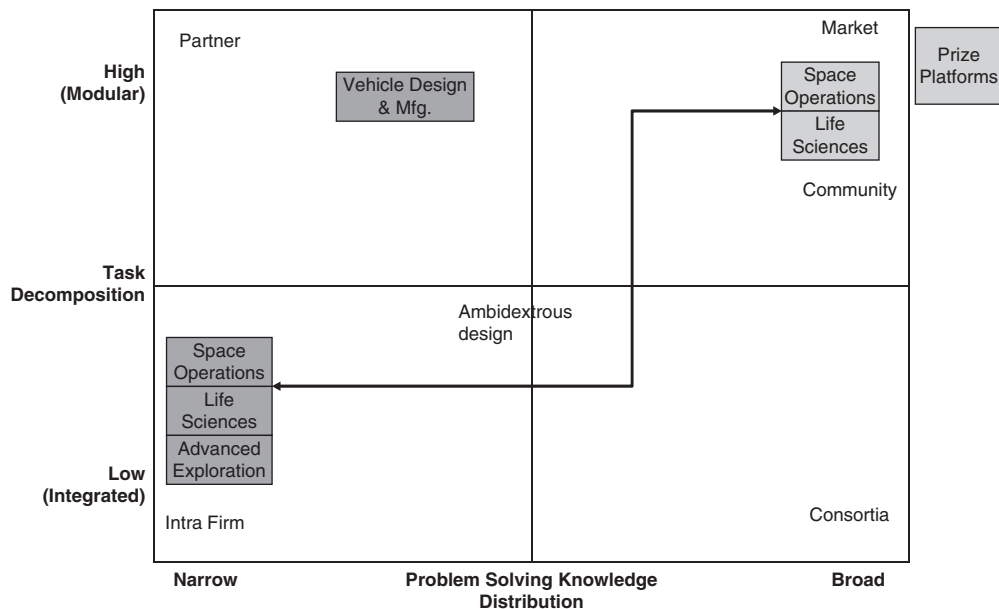 Partner
Market
High
(Modular)
Vehicle Design
& Mfg.
Space
Operations
Life
Sciences
Prize
Platforms
Community
Task
Decomposition
Ambidextrous
design
Space
Operations
Life
Sciences
Advanced
Exploration
Low
(Integrated)
Intra Firm
Consortia
Narrow
Problem Solving Knowledge
Distribution
Broad